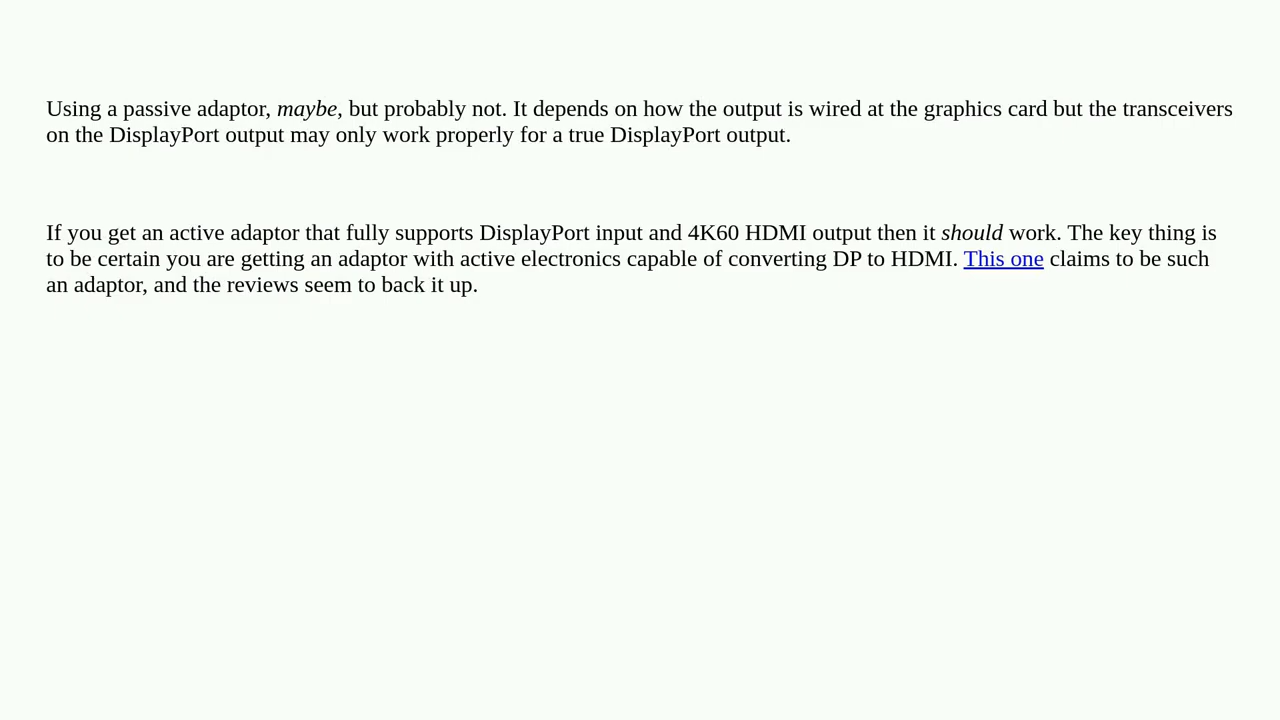 Using a passive adaptor, maybe, but probably not. It depends on how the output is wired at the graphics card but the transceivers
on the DisplayPort output may only work properly for a true DisplayPort output.
If you get an active adaptor that fully supports DisplayPort input and 4K60 HDMI output then it should work. The key thing is
to be certain you are getting an adaptor with active electronics capable of converting DP to HDMI. This one claims to be such
an adaptor, and the reviews seem to back it up.